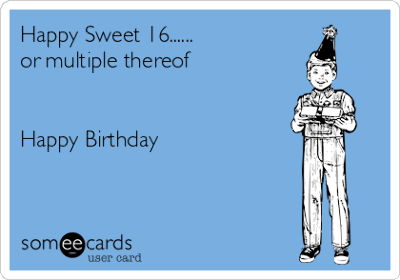 Happy Sweet 16......
or multiple thereof
Happy Birthday
someecards
user card